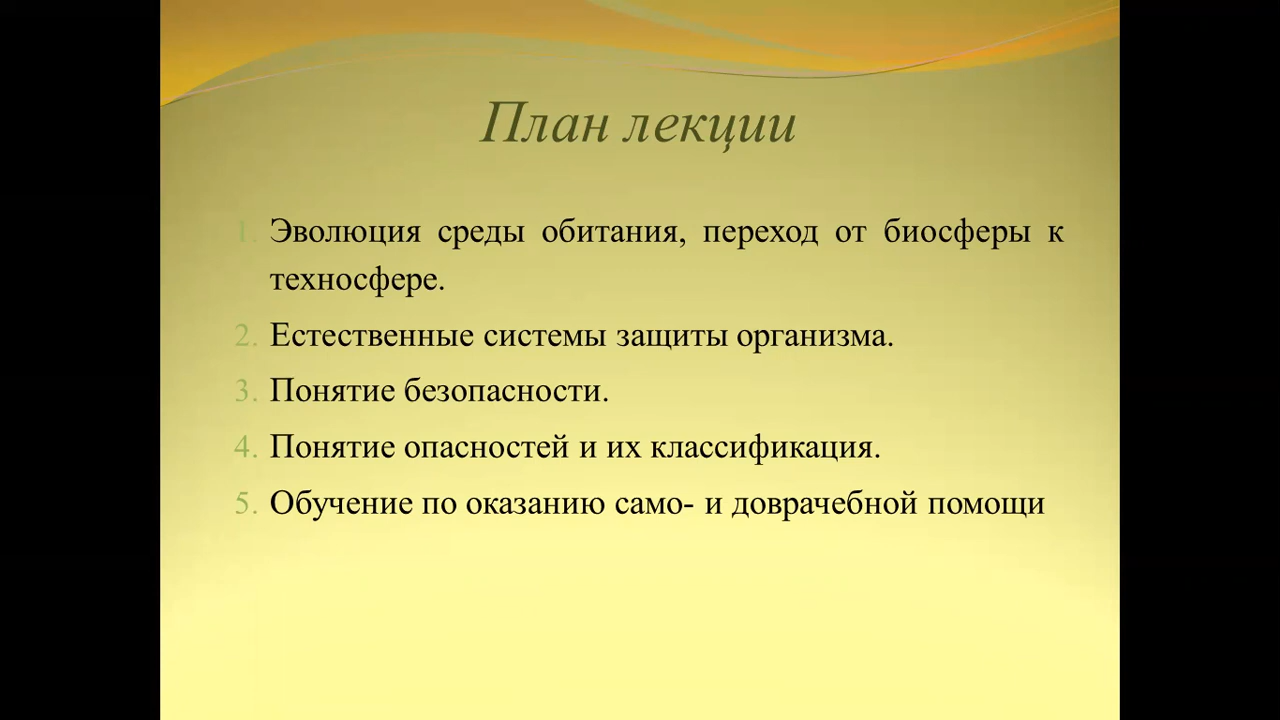 План лекции
1. Эволюция среды обитания, переход от биосферы к
техносфере.
2. Естественные системы защиты организма.
3. Понятие безопасности.
4. Понятие опасностей и их классификация.
5. Обучение по оказанию само- и доврачебной помощи